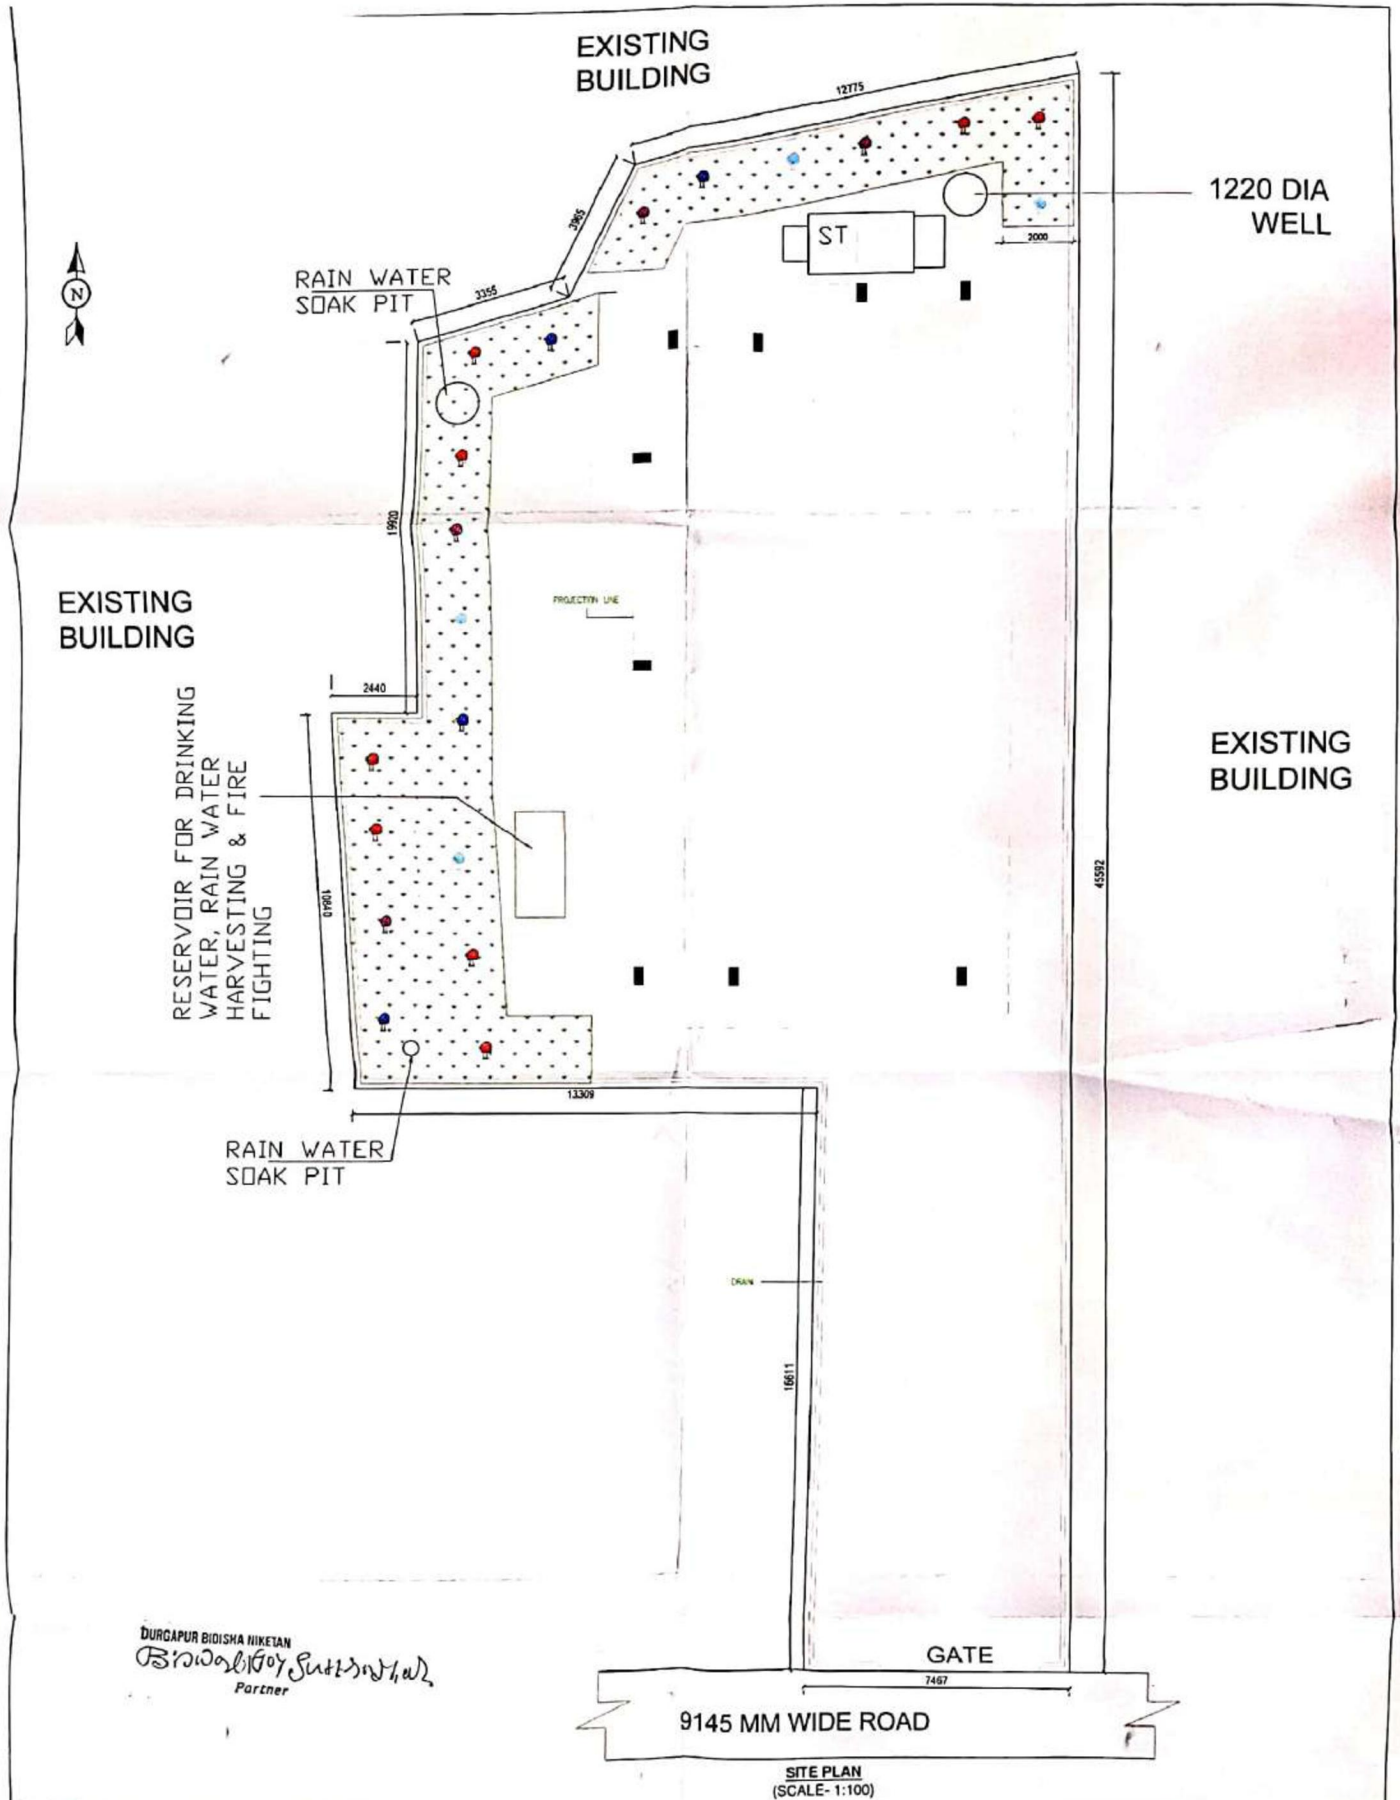 EXISTING
BUILDING
12775
1220 DIA
WELL
3965
ST
2000
RAIN WATER
SOAK PIT
3355
N
19920
EXISTING
BUILDING
PROJECTION LINE
2440
RESERVOIR FOR DRINKING
WATER, RAIN WATER
HARVESTING & FIRE
FIGHTING
EXISTING
BUILDING
10840
45592
13309
RAIN WATER
SOAK PIT
DRAIN
16611
DURGAPUR BIDISHA NIKETAN
Partner
GATE
7467
9145 MM WIDE ROAD
SITE PLAN
(SCALE- 1:100)